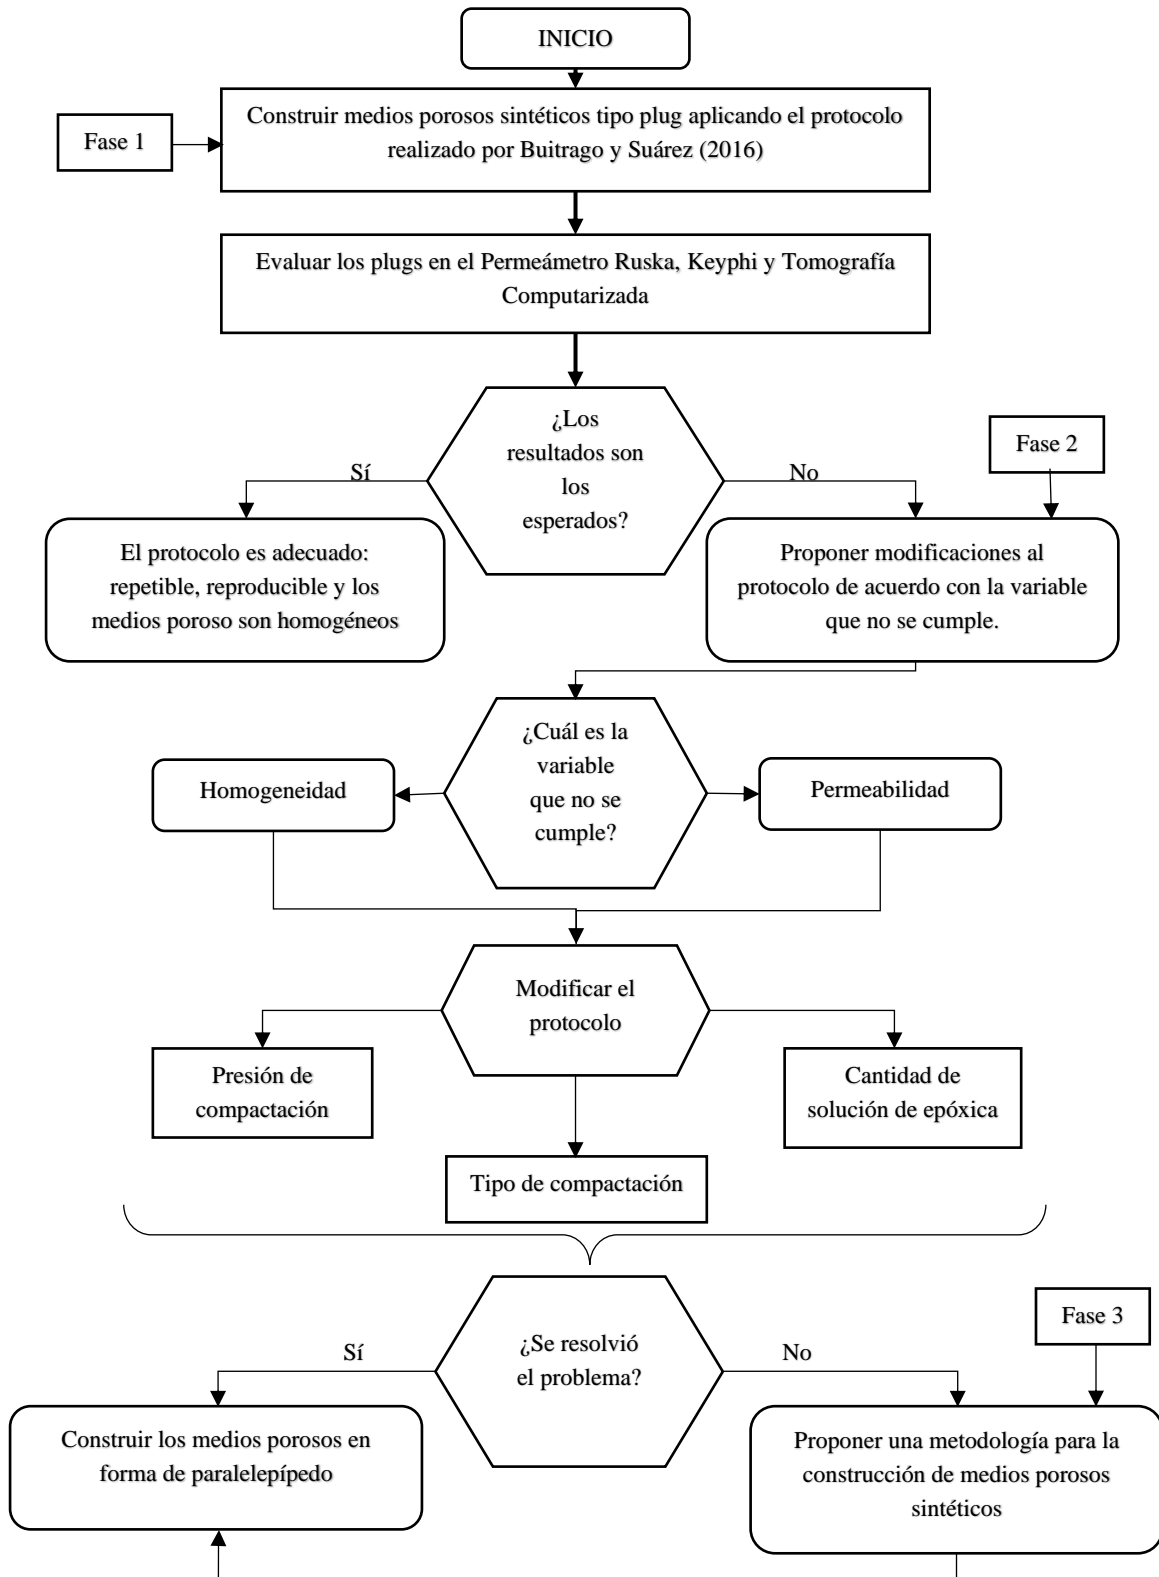 INICIO
Fase 1
Construir medios porosos sintéticos tipo plug aplicando el protocolo
realizado por Buitrago y Suárez (2016)
Evaluar los plugs en el Permeámetro Ruska, Keyphi y Tomografía
Computarizada
¿Los
resultados son
los
esperados?
Sí
No
Fase 2
El protocolo es adecuado:
repetible, reproducible y los
medios poroso son homogéneos
Proponer modificaciones al
protocolo de acuerdo con la variable
que no se cumple.
¿Cuál es la
variable
que no se
cumple?
Homogeneidad
Permeabilidad
Modificar el
protocolo
Presión de
compactación
Cantidad de
solución de epóxica
Tipo de compactación
¿Se resolvió
el problema?
Sí
No
Fase 3
Construir los medios porosos en
forma de paralelepípedo
Proponer una metodología para la
construcción de medios porosos
sintéticos